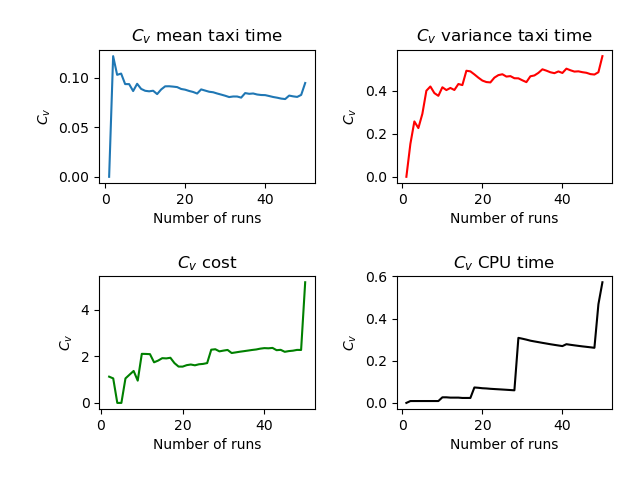 C_v mean taxi time
C_v
0.10
0.05
0.00
0
20
40
Number of runs
C_v variance taxi time
C_v
0.4
0.2
0.0
0
20
40
Number of runs
C_v cost
C_v
4
2
0
0
20
40
Number of runs
C_v CPU time
C_v
0.6
0.4
0.2
0.0
0
20
40
Number of runs